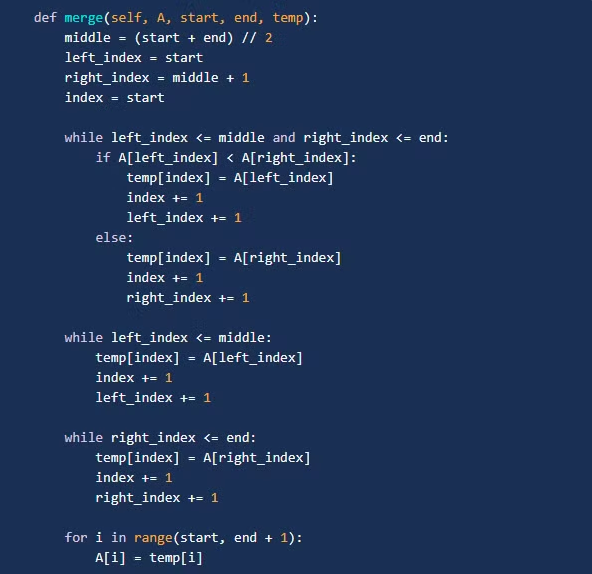 def merge(self, A, start, end, temp):
    middle = (start + end) // 2
    left_index = start
    right_index = middle + 1
    index = start

    while left_index <= middle and right_index <= end:
        if A[left_index] < A[right_index]:
            temp[index] = A[left_index]
            index += 1
            left_index += 1
        else:
            temp[index] = A[right_index]
            index += 1
            right_index += 1

    while left_index <= middle:
        temp[index] = A[left_index]
        index += 1
        left_index += 1

    while right_index <= end:
        temp[index] = A[right_index]
        index += 1
        right_index += 1

    for i in range(start, end + 1):
        A[i] = temp[i]